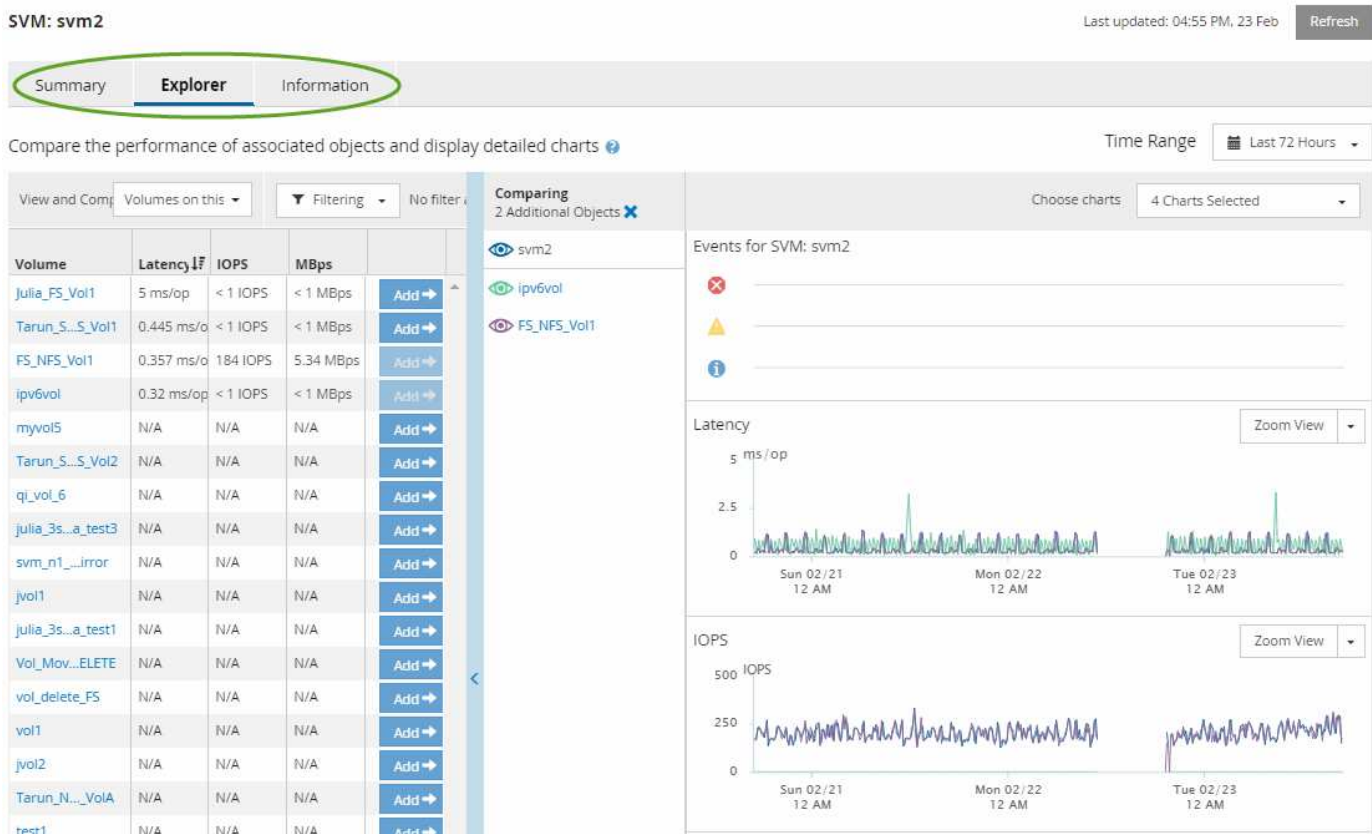 SVM: svm2
Last updated: 04:55 PM, 23 Feb
Refresh
Summary Explorer Information
Compare the performance of associated objects and display detailed charts ?
Time Range
Last 72 Hours
View and Comp
Volumes on this
Filtering
No filter
Comparing
2 Additional Objects
Choose charts
4 Charts Selected
svm2
ipv6vol
FS_NFS_Vol1
Volume Latency IOPS MBps
Julia_FS_Vol1 5 ms/op < 1 IOPS < 1 MBps Add
Tarun_S...S_Vol1 0.445 ms/o < 1 IOPS < 1 MBps Add
FS_NFS_Vol1 0.357 ms/o 184 IOPS 5.34 MBps Add
ipv6vol 0.32 ms/op < 1 IOPS < 1 MBps Add
myvol5 N/A N/A N/A Add
Tarun_S...S_Vol2 N/A N/A N/A Add
qi_vol_6 N/A N/A N/A Add
julia_3s...a_test3 N/A N/A N/A Add
svm_n1_...irror N/A N/A N/A Add
jvol1 N/A N/A N/A Add
julia_3s...a_test1 N/A N/A N/A Add
Vol_Mov...ELETE N/A N/A N/A Add
vol_delete_FS N/A N/A N/A Add
vol1 N/A N/A N/A Add
jvol2 N/A N/A N/A Add
Tarun_N..._VolA N/A N/A N/A Add
test1 N/A N/A N/A Add
Events for SVM: svm2
Latency
Zoom View
5 ms/op
2.5
0
Sun 02/21 Mon 02/22 Tue 02/23
12 AM 12 AM 12 AM
IOPS
Zoom View
500 IOPS
250
0
Sun 02/21 Mon 02/22 Tue 02/23
12 AM 12 AM 12 AM